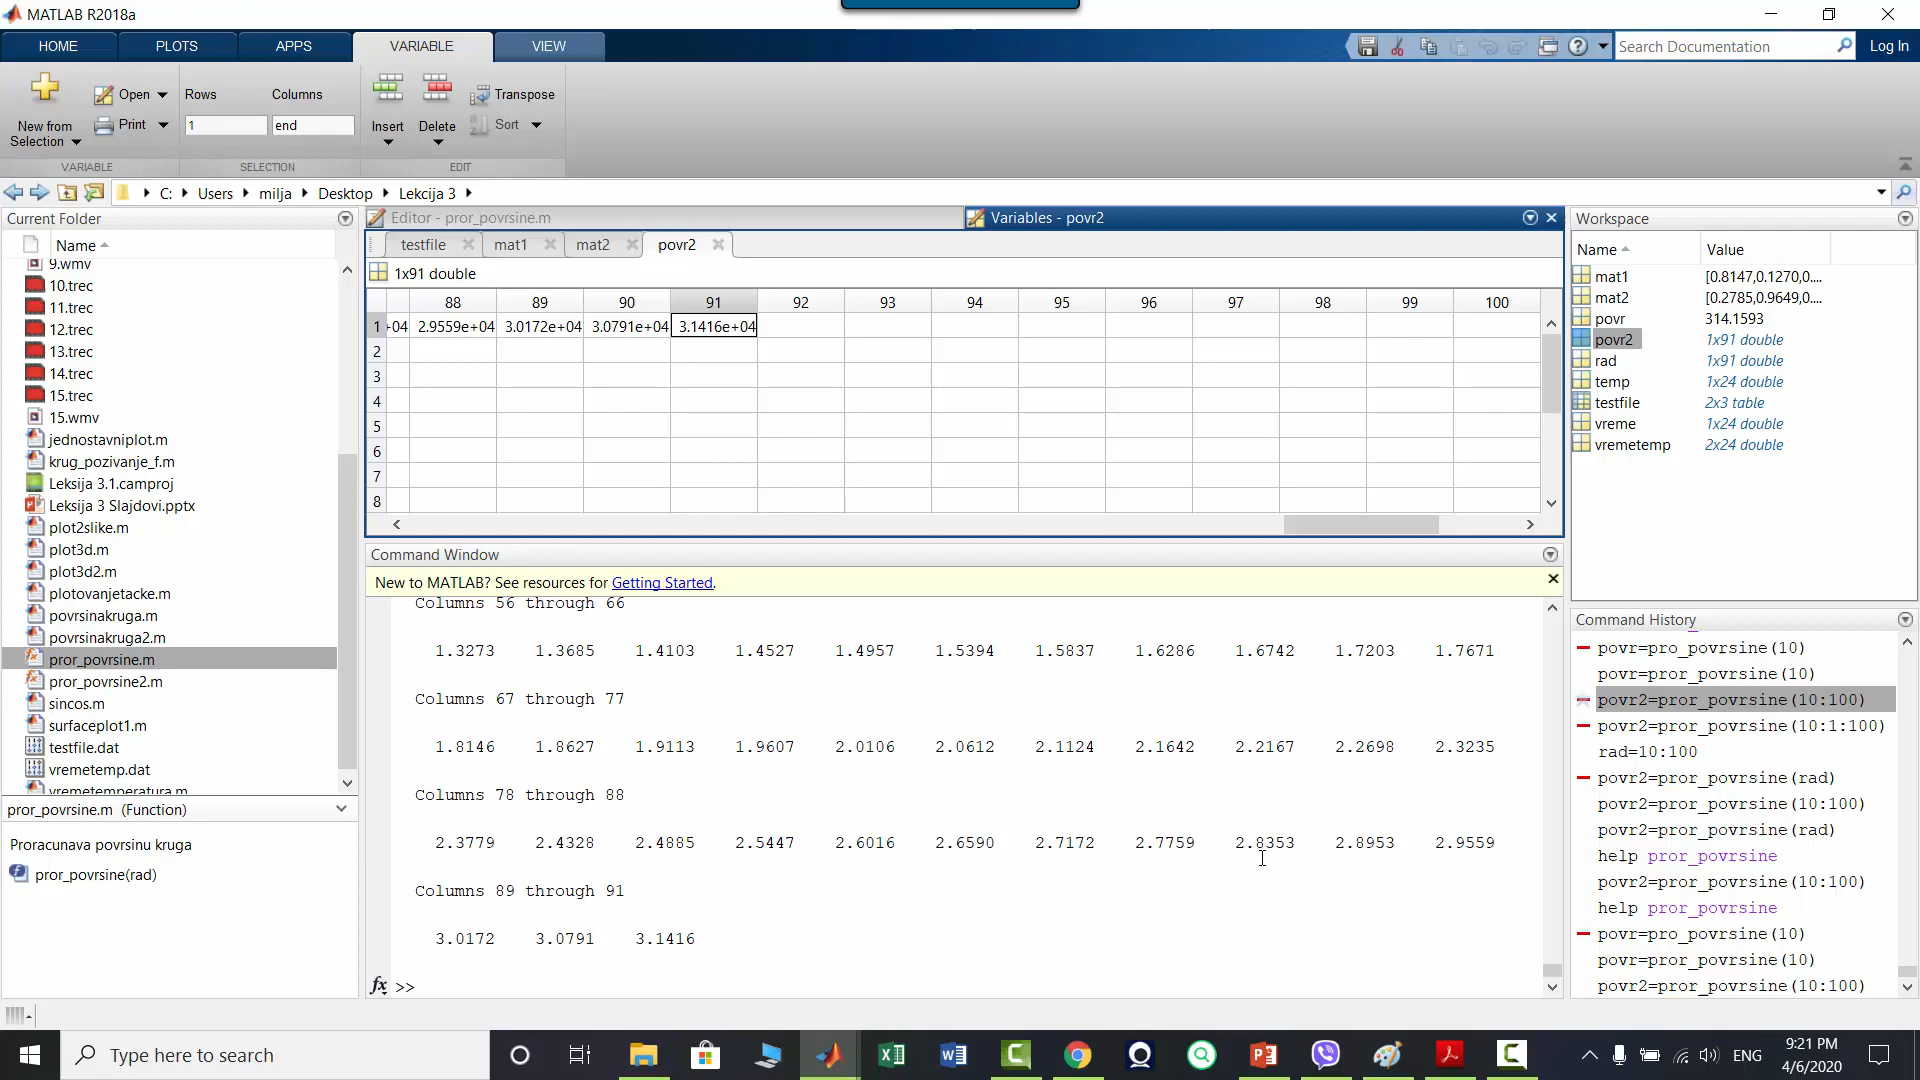 MATLAB R2018a
HOME
PLOTS
APPS
VARIABLE
VIEW
Search Documentation
Log In
New from
Selection
Open
Print
Rows
Columns
1
end
Insert
Delete
Transpose
Sort
VARIABLE
SELECTION
EDIT
C:
Users
milja
Desktop
Lekcija 3
Current Folder
Name
9.wmv
10.trec
11.trec
12.trec
13.trec
14.trec
15.trec
15.wmv
jednostavniplot.m
krug_pozivanje_f.m
Leksija 3.1.camproj
Leksija 3 Slajdovi.pptx
plot2slike.m
plot3d.m
plot3d2.m
plotovanjetacke.m
povrsinakruga.m
povrsinakruga2.m
pror_povrsine.m
pror_povrsine2.m
sincos.m
surfaceplot1.m
testfile.dat
vremetemp.dat
vremetemperatura.m
pror_povrsine.m (Function)
Proracunava povrsinu kruga
pror_povrsine(rad)
Editor - pror_povrsine.m
Variables - povr2
testfile
mat1
mat2
povr2
1x91 double
88 89 90 91 92 93 94 95 96 97 98 99 100
1 +04 2.9559e+04 3.0172e+04 3.0791e+04 3.1416e+04
2
3
4
5
6
7
8
Command Window
New to MATLAB? See resources for Getting Started.
Columns 56 through 66
1.3273 1.3685 1.4103 1.4527 1.4957 1.5394 1.5837 1.6286 1.6742 1.7203 1.7671
Columns 67 through 77
1.8146 1.8627 1.9113 1.9607 2.0106 2.0612 2.1124 2.1642 2.2167 2.2698 2.3235
Columns 78 through 88
2.3779 2.4328 2.4885 2.5447 2.6016 2.6590 2.7172 2.7759 2.8353 2.8953 2.9559
Columns 89 through 91
3.0172 3.0791 3.1416
fx >>
Workspace
Name Value
mat1 [0.8147,0.1270,0....
mat2 [0.2785,0.9649,0....
povr 314.1593
povr2 1x91 double
rad 1x91 double
temp 1x24 double
testfile 2x3 table
vreme 1x24 double
vremetemp 2x24 double
Command History
povr=pro_povrsine(10)
povr=pror_povrsine(10)
povr2=pror_povrsine(10:100)
povr2=pror_povrsine(10:1:100)
rad=10:100
povr2=pror_povrsine(rad)
povr2=pror_povrsine(10:100)
povr2=pror_povrsine(rad)
help pror_povrsine
povr2=pror_povrsine(10:100)
help pror_povrsine
povr=pro_povrsine(10)
povr=pror_povrsine(10)
povr2=pror_povrsine(10:100)
Type here to search
ENG
9:21 PM
4/6/2020